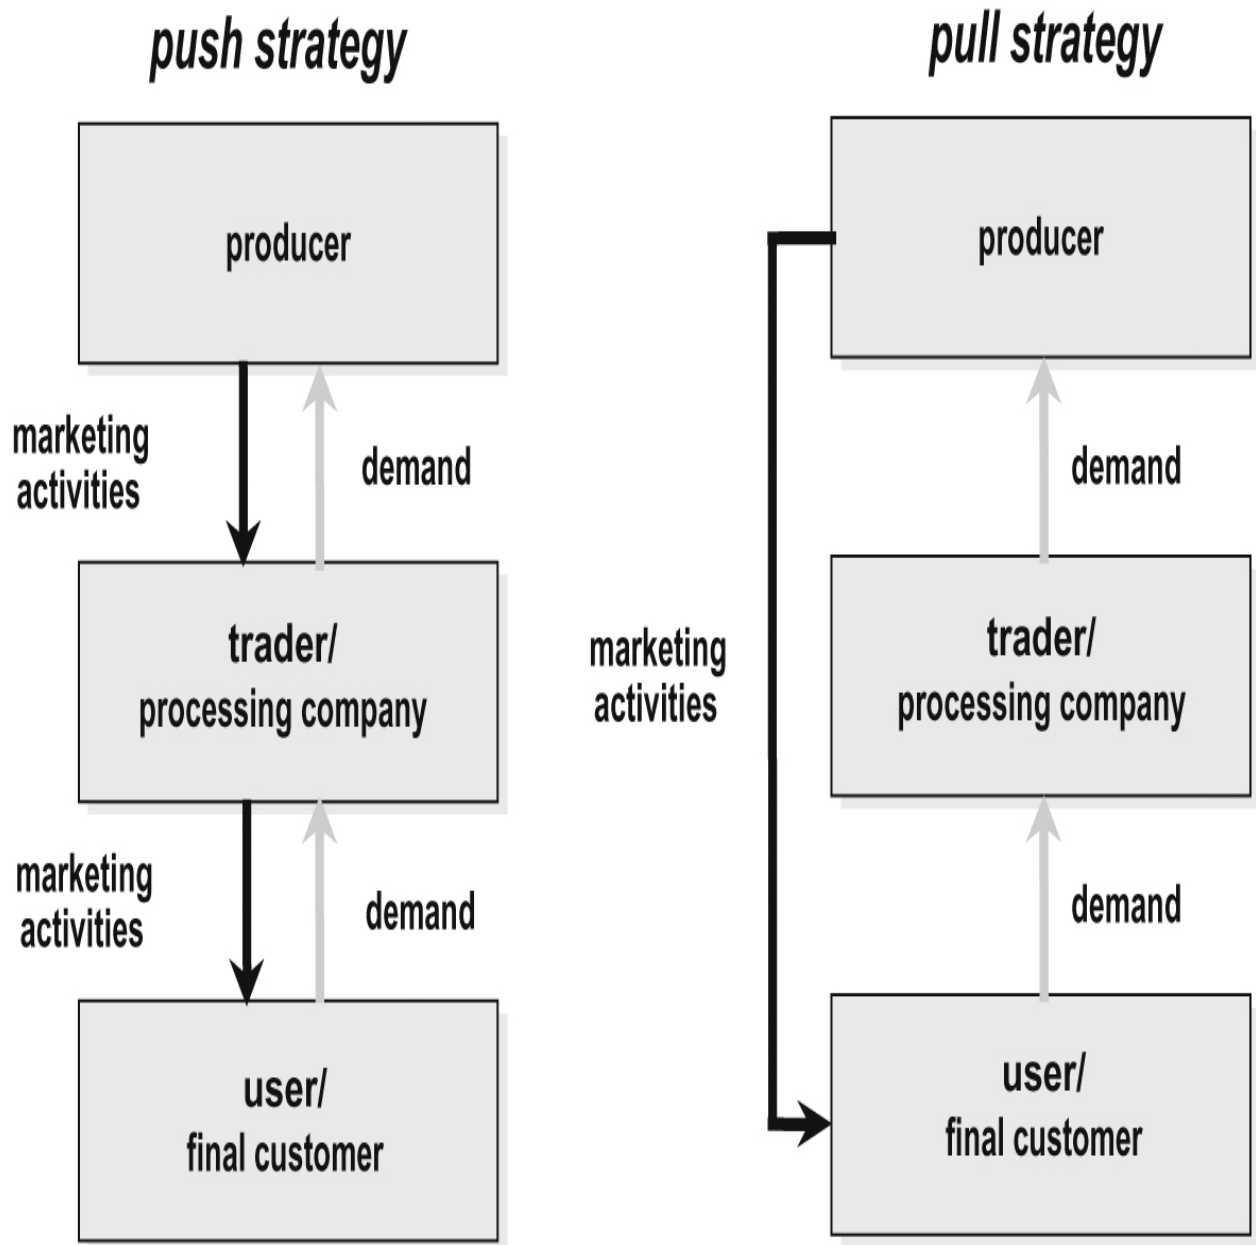 push strategy
producer
marketing
activities
demand
trader/
processing company
marketing
activities
demand
user/
final customer
pull strategy
producer
demand
marketing
activities
trader/
processing company
demand
user/
final customer